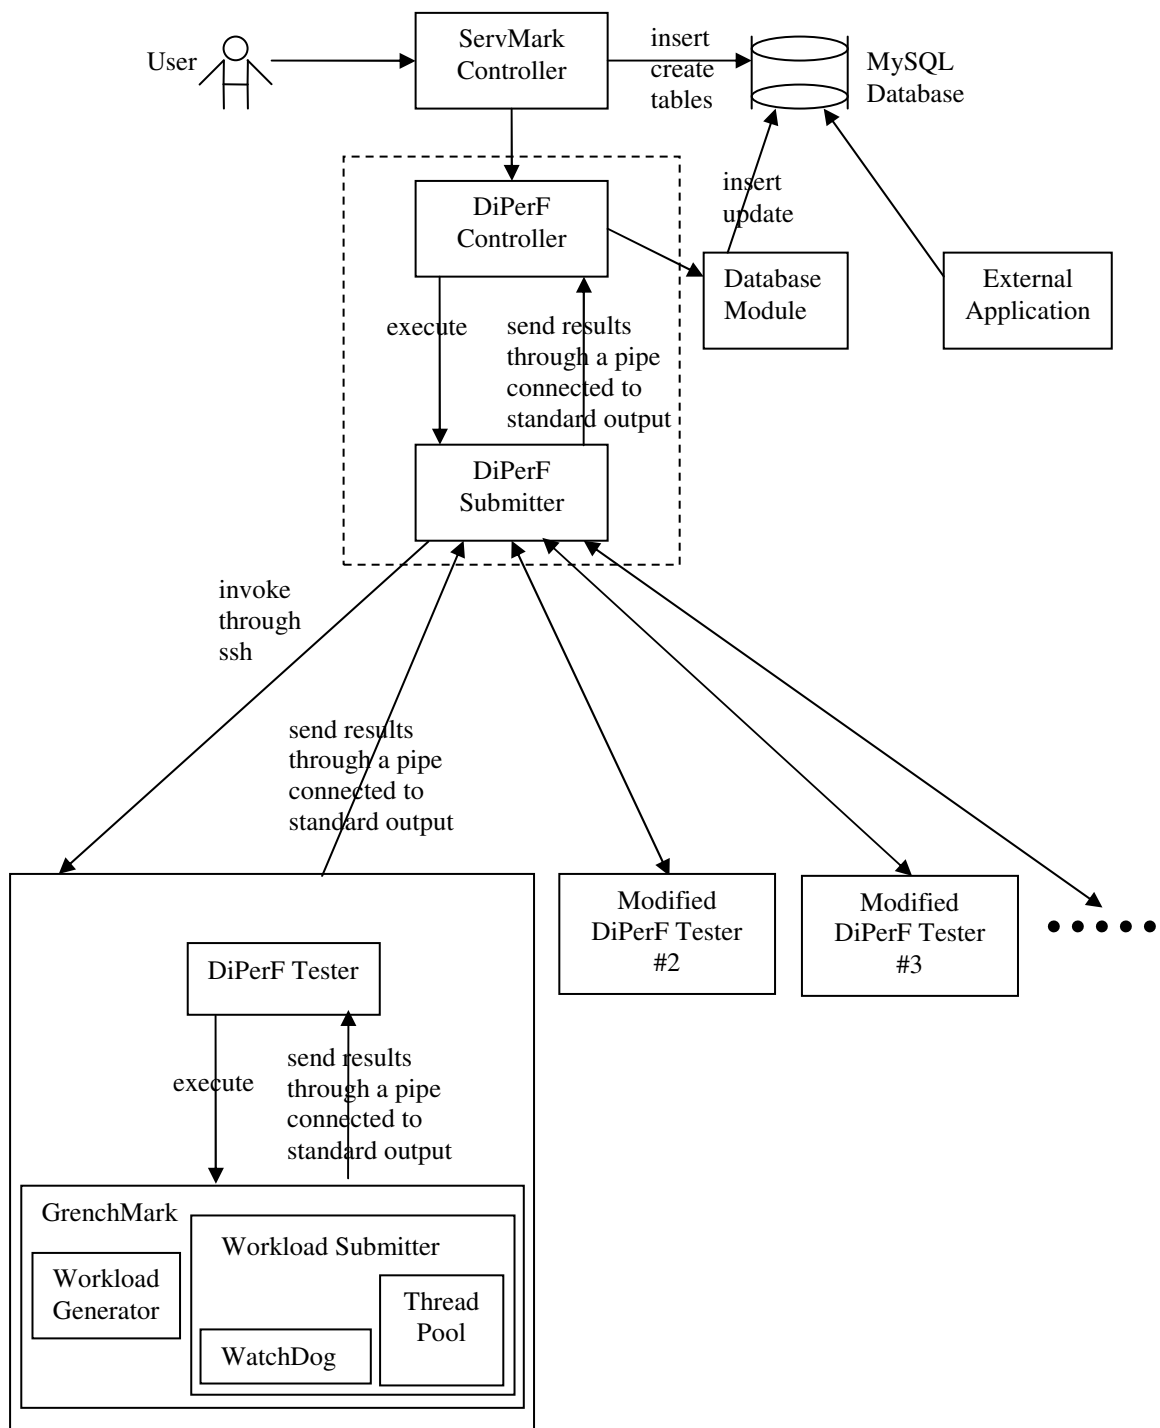 User
ServMark
Controller
insert
create
tables
MySQL
Database
DiPerF
Controller
insert
update
Database
Module
External
Application
execute
send results
through a pipe
connected to
standard output
DiPerF
Submitter
invoke
through
ssh
send results
through a pipe
connected to
standard output
Modified
DiPerF Tester
#2
Modified
DiPerF Tester
#3
DiPerF Tester
execute
send results
through a pipe
connected to
standard output
GrenchMark
Workload Submitter
Workload
Generator
Thread
Pool
WatchDog